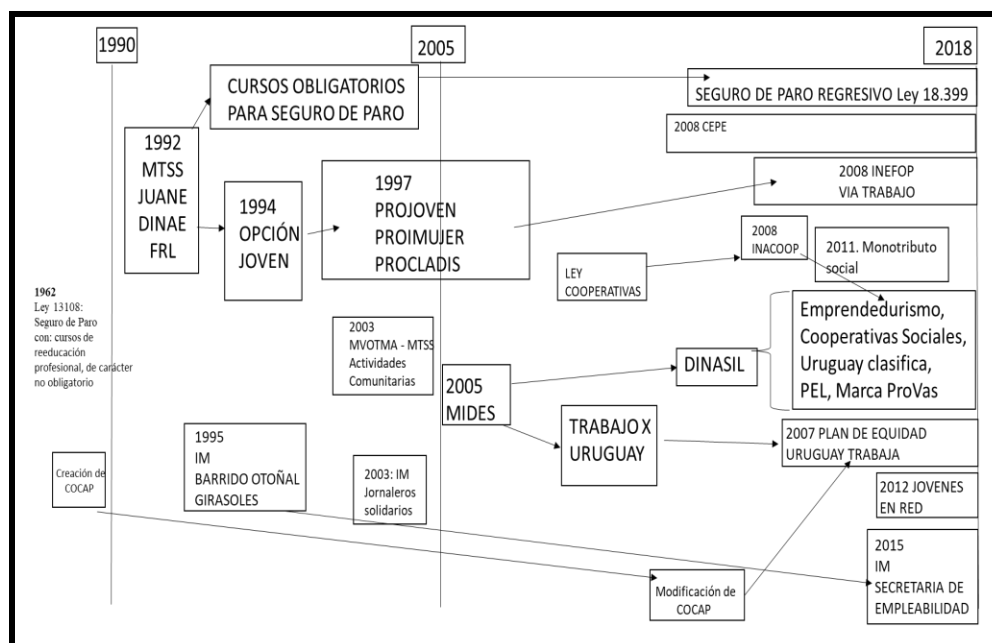 1990
2005
2018
CURSOS OBLIGATORIOS
PARA SEGURO DE PARO
SEGURO DE PARO REGRESIVO Ley 18.399
2008 CEPE
1992
MTSS
JUANE
DINAE
FRL
1994
OPCIÓN
JOVEN
1997
PROJOVEN
PROIMUJER
PROCLADIS
2008 INEFOP
VIA TRABAJO
2008
INACOOP
2011. Monotributo
social
LEY
COOPERATIVAS
1962
Ley 13108:
Seguro de Paro
con: cursos de
reeducación
profesional, de carácter
no obligatorio
2003
MVOTMA - MTSS
Actividades
Comunitarias
2005
MIDES
DINASIL
Emprendedurismo,
Cooperativas Sociales,
Uruguay clasifica,
PEL, Marca ProVas
TRABAJO X
URUGUAY
2007 PLAN DE EQUIDAD
URUGUAY TRABAJA
Creación de
COCAP
1995
IM
BARRIDO OTOÑAL
GIRASOLES
2003: IM
Jornaleros
solidarios
2012 JOVENES
EN RED
Modificación de
COCAP
2015
IM
SECRETARIA DE
EMPLEABILIDAD